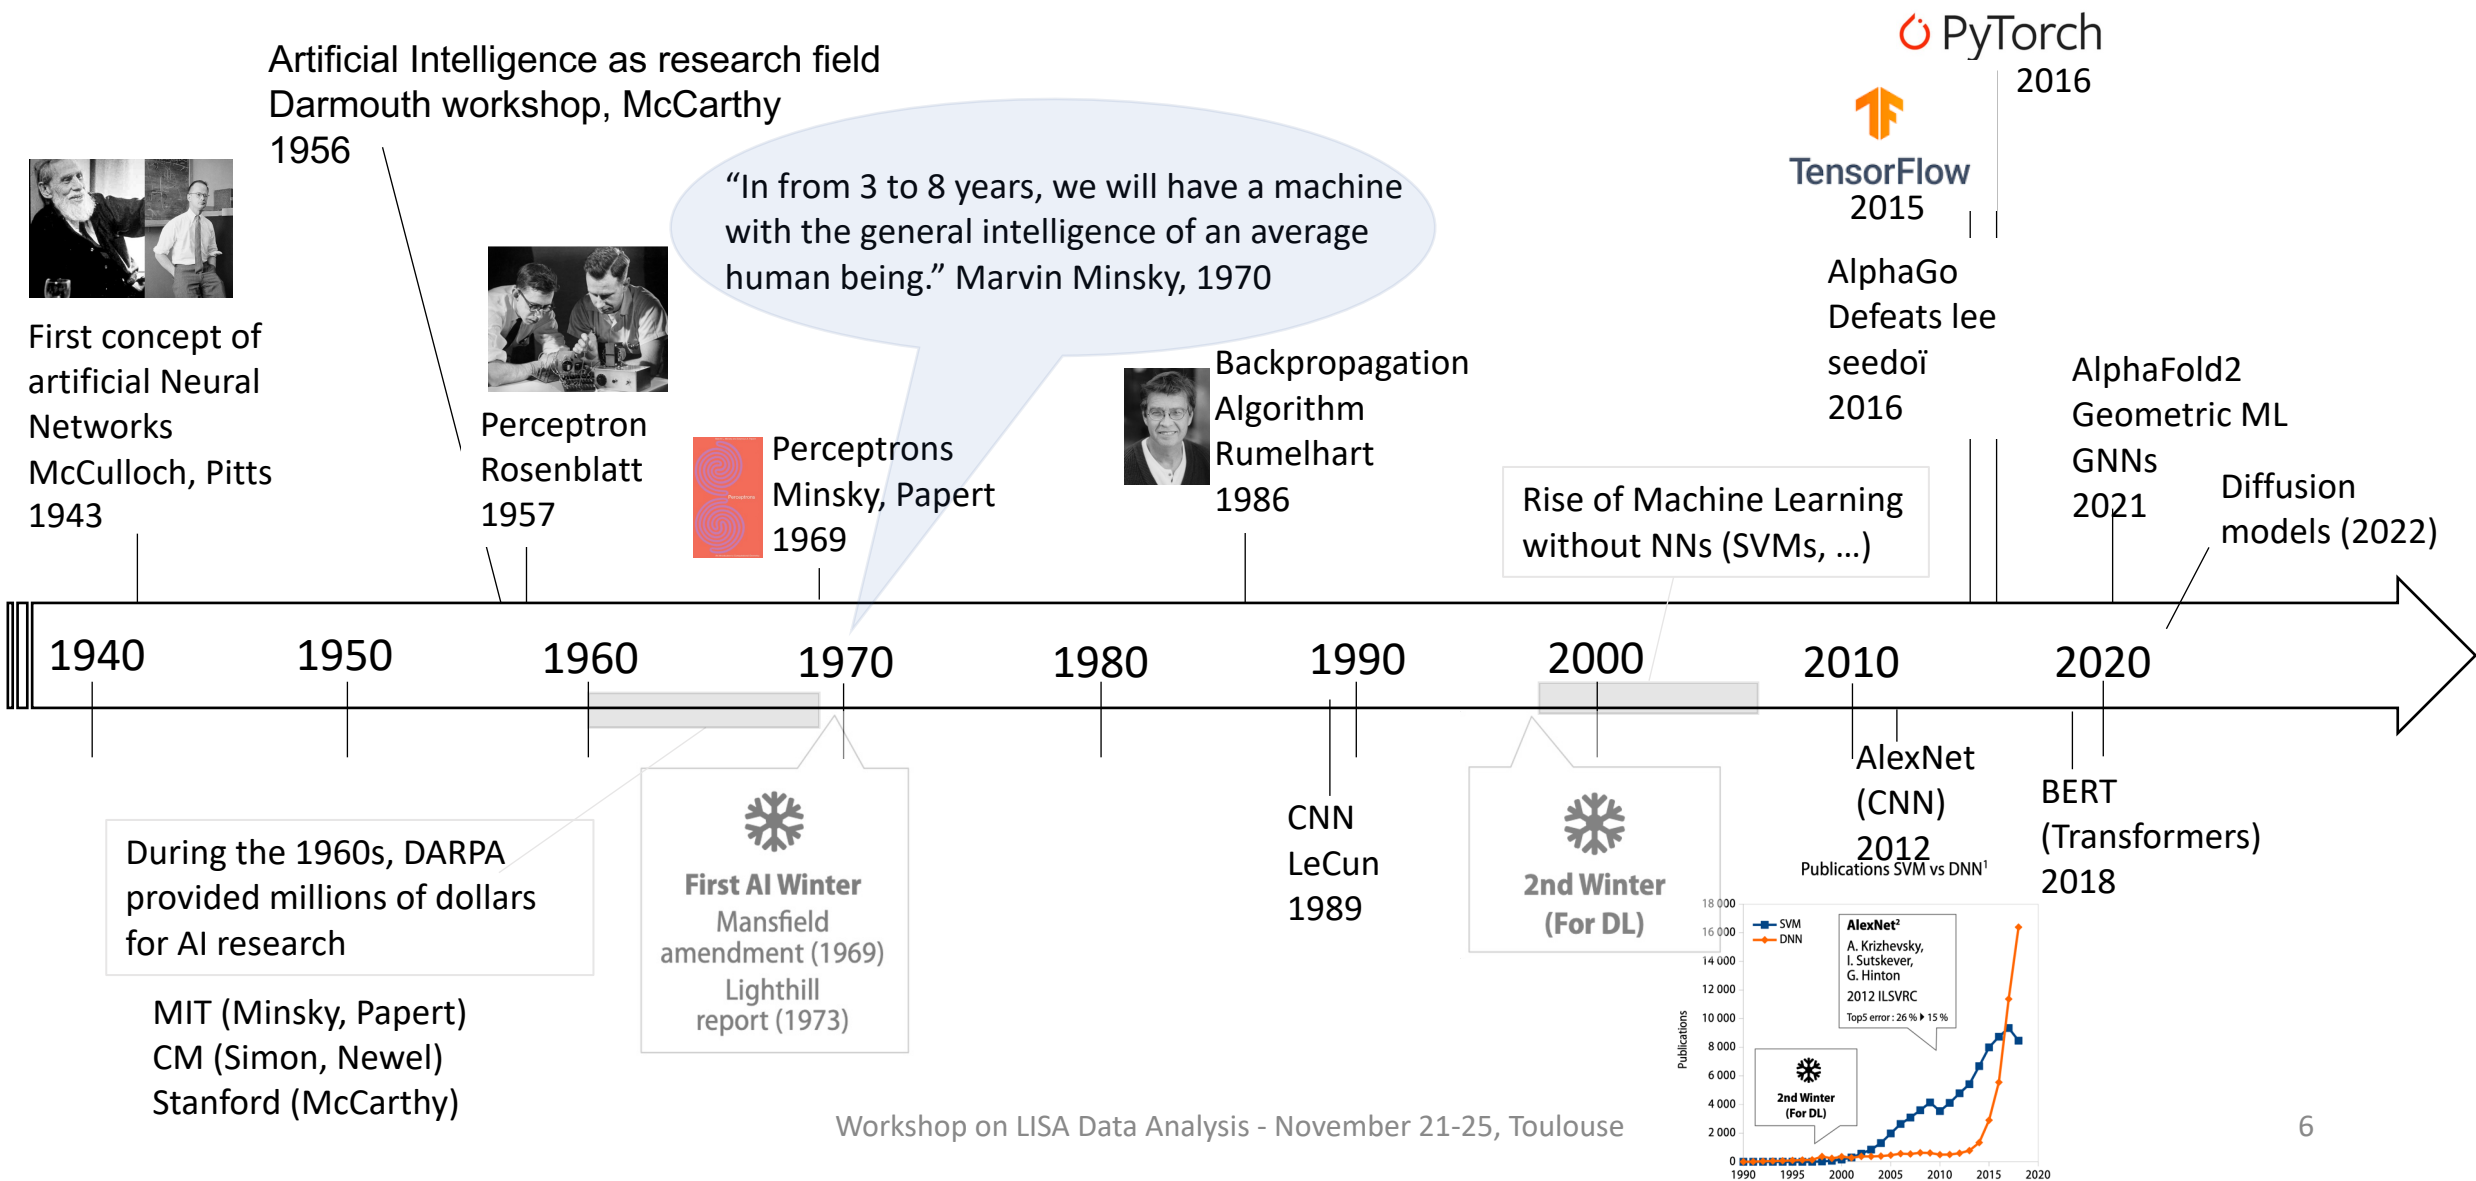 PyTorch
2016
Artificial Intelligence as research field
Darmouth workshop, McCarthy
1956
TensorFlow
2015
“In from 3 to 8 years, we will have a machine
with the general intelligence of an average
human being.” Marvin Minsky, 1970
First concept of
artificial Neural
Networks
McCulloch, Pitts
1943
Perceptron
Rosenblatt
1957
Perceptrons
Perceptrons
Minsky, Papert
1969
Backpropagation
Algorithm
Rumelhart
1986
Rise of Machine Learning
without NNs (SVMs, ...)
AlphaGo
Defeats lee
seedoï
2016
AlphaFold2
Geometric ML
GNNs
2021
Diffusion
models (2022)
1940
1950
1960
1970
1980
1990
2000
2010
2020
During the 1960s, DARPA
provided millions of dollars
for AI research
MIT (Minsky, Papert)
CM (Simon, Newel)
Stanford (McCarthy)
First AI Winter
Mansfield
amendment (1969)
Lighthill
report (1973)
CNN
LeCun
1989
2nd Winter
(For DL)
AlexNet
(CNN)
2012
BERT
(Transformers)
2018
Publications SVM vs DNN¹
18 000
16 000
14 000
12 000
10 000
8 000
6 000
4 000
2 000
0
Publications
SVM
DNN
AlexNet²
A. Krizhevsky,
I. Sutskever,
G. Hinton
2012 ILSVRC
Top5 error : 26 % ▶ 15 %
2nd Winter
(For DL)
1990
1995
2000
2005
2010
2015
2020
Workshop on LISA Data Analysis - November 21-25, Toulouse
6